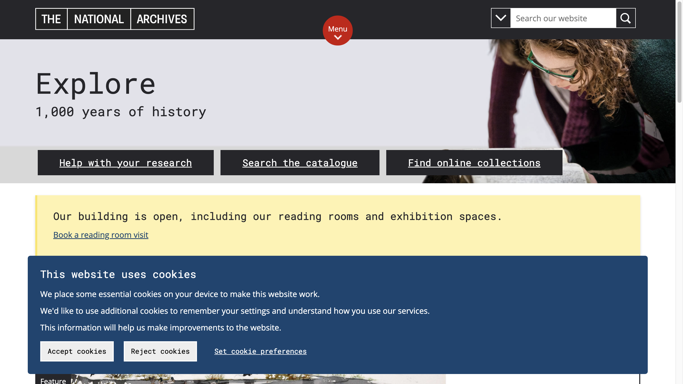 THE NATIONAL ARCHIVES
Menu
Search our website
Explore
1,000 years of history
Help with your research
Search the catalogue
Find online collections
Our building is open, including our reading rooms and exhibition spaces.
Book a reading room visit
This website uses cookies
We place some essential cookies on your device to make this website work.
We'd like to use additional cookies to remember your settings and understand how you use our services.
This information will help us make improvements to the website.
Accept cookies
Reject cookies
Set cookie preferences
Feature